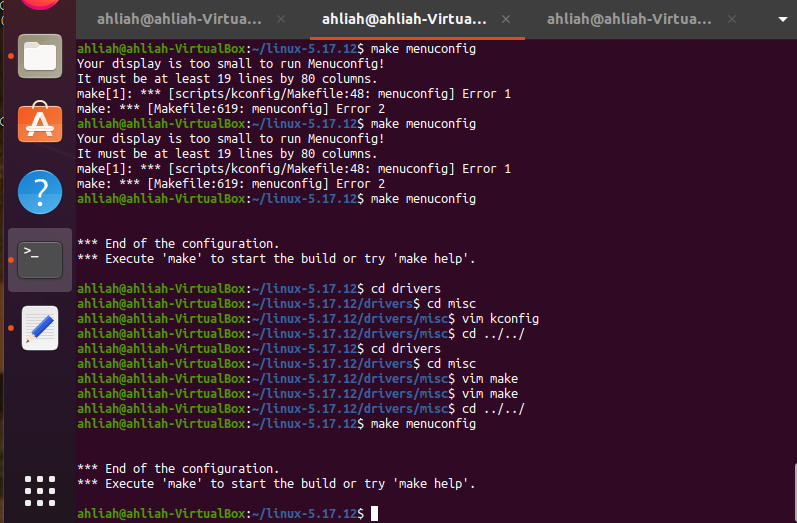 ahliah@ahliah-Virtua...
ahliah@ahliah-Virtua...
ahliah@ahliah-Virtua...
ahliah@ahliah-VirtualBox:~/linux-5.17.12$ make menuconfig
Your display is too small to run Menuconfig!
It must be at least 19 lines by 80 columns.
make[1]: *** [scripts/kconfig/Makefile:48: menuconfig] Error 1
make: *** [Makefile:619: menuconfig] Error 2
ahliah@ahliah-VirtualBox:~/linux-5.17.12$ make menuconfig
Your display is too small to run Menuconfig!
It must be at least 19 lines by 80 columns.
make[1]: *** [scripts/kconfig/Makefile:48: menuconfig] Error 1
make: *** [Makefile:619: menuconfig] Error 2
ahliah@ahliah-VirtualBox:~/linux-5.17.12$ make menuconfig
*** End of the configuration.
*** Execute 'make' to start the build or try 'make help'.
ahliah@ahliah-VirtualBox:~/linux-5.17.12$ cd drivers
ahliah@ahliah-VirtualBox:~/linux-5.17.12/drivers$ cd misc
ahliah@ahliah-VirtualBox:~/linux-5.17.12/drivers/misc$ vim kconfig
ahliah@ahliah-VirtualBox:~/linux-5.17.12/drivers/misc$ cd ../../
ahliah@ahliah-VirtualBox:~/linux-5.17.12$ cd drivers
ahliah@ahliah-VirtualBox:~/linux-5.17.12/drivers$ cd misc
ahliah@ahliah-VirtualBox:~/linux-5.17.12/drivers/misc$ vim make
ahliah@ahliah-VirtualBox:~/linux-5.17.12/drivers/misc$ vim make
ahliah@ahliah-VirtualBox:~/linux-5.17.12/drivers/misc$ cd ../../
ahliah@ahliah-VirtualBox:~/linux-5.17.12$ make menuconfig
*** End of the configuration.
*** Execute 'make' to start the build or try 'make help'.
ahliah@ahliah-VirtualBox:~/linux-5.17.12$